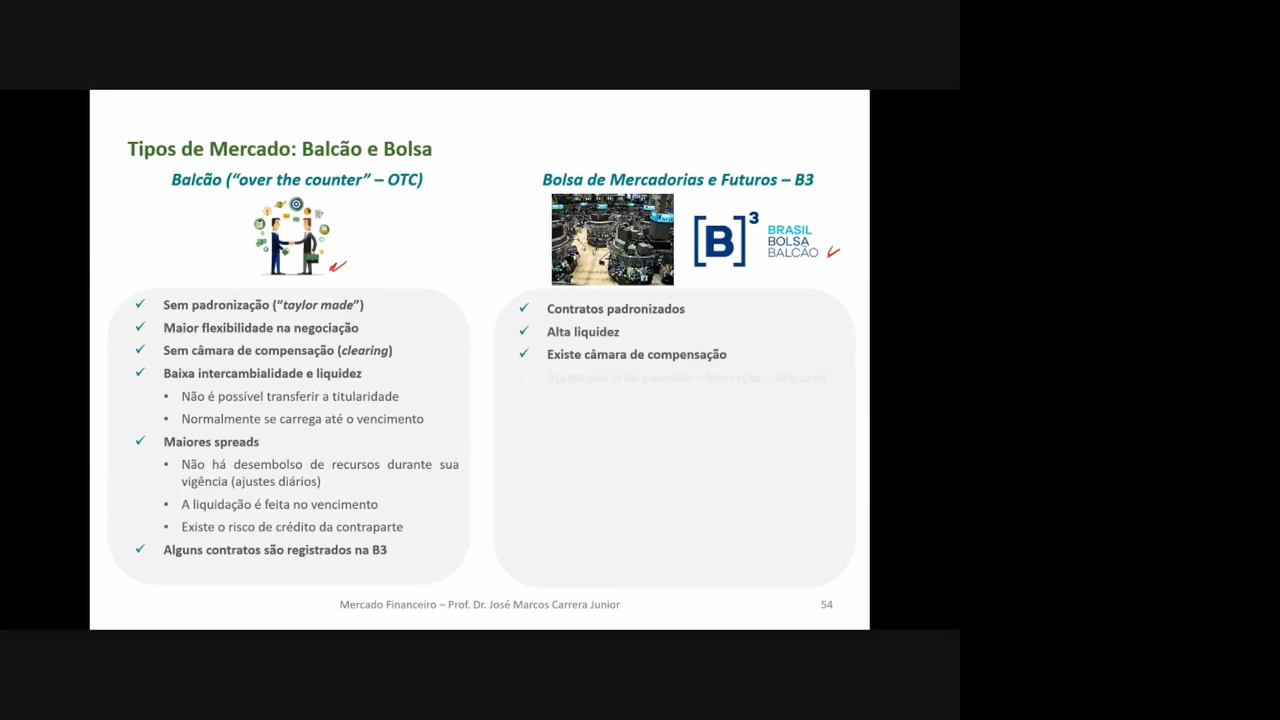 Tipos de Mercado: Balcão e Bolsa
Balcão (“over the counter” – OTC)
Sem padronização (“taylor made”)
Maior flexibilidade na negociação
Sem câmara de compensação (clearing)
Baixa intercambialidade e liquidez
Não é possível transferir a titularidade
Normalmente se carrega até o vencimento
Maiores spreads
Não há desembolso de recursos durante sua
vigência (ajustes diários)
A liquidação é feita no vencimento
Existe o risco de crédito da contraparte
Alguns contratos são registrados na B3
Bolsa de Mercadorias e Futuros – B3
[B]³
BRASIL
BOLSA
BALCÃO
Contratos padronizados
Alta liquidez
Existe câmara de compensação
Mercado Financeiro – Prof. Dr. José Marcos Carrera Junior
54